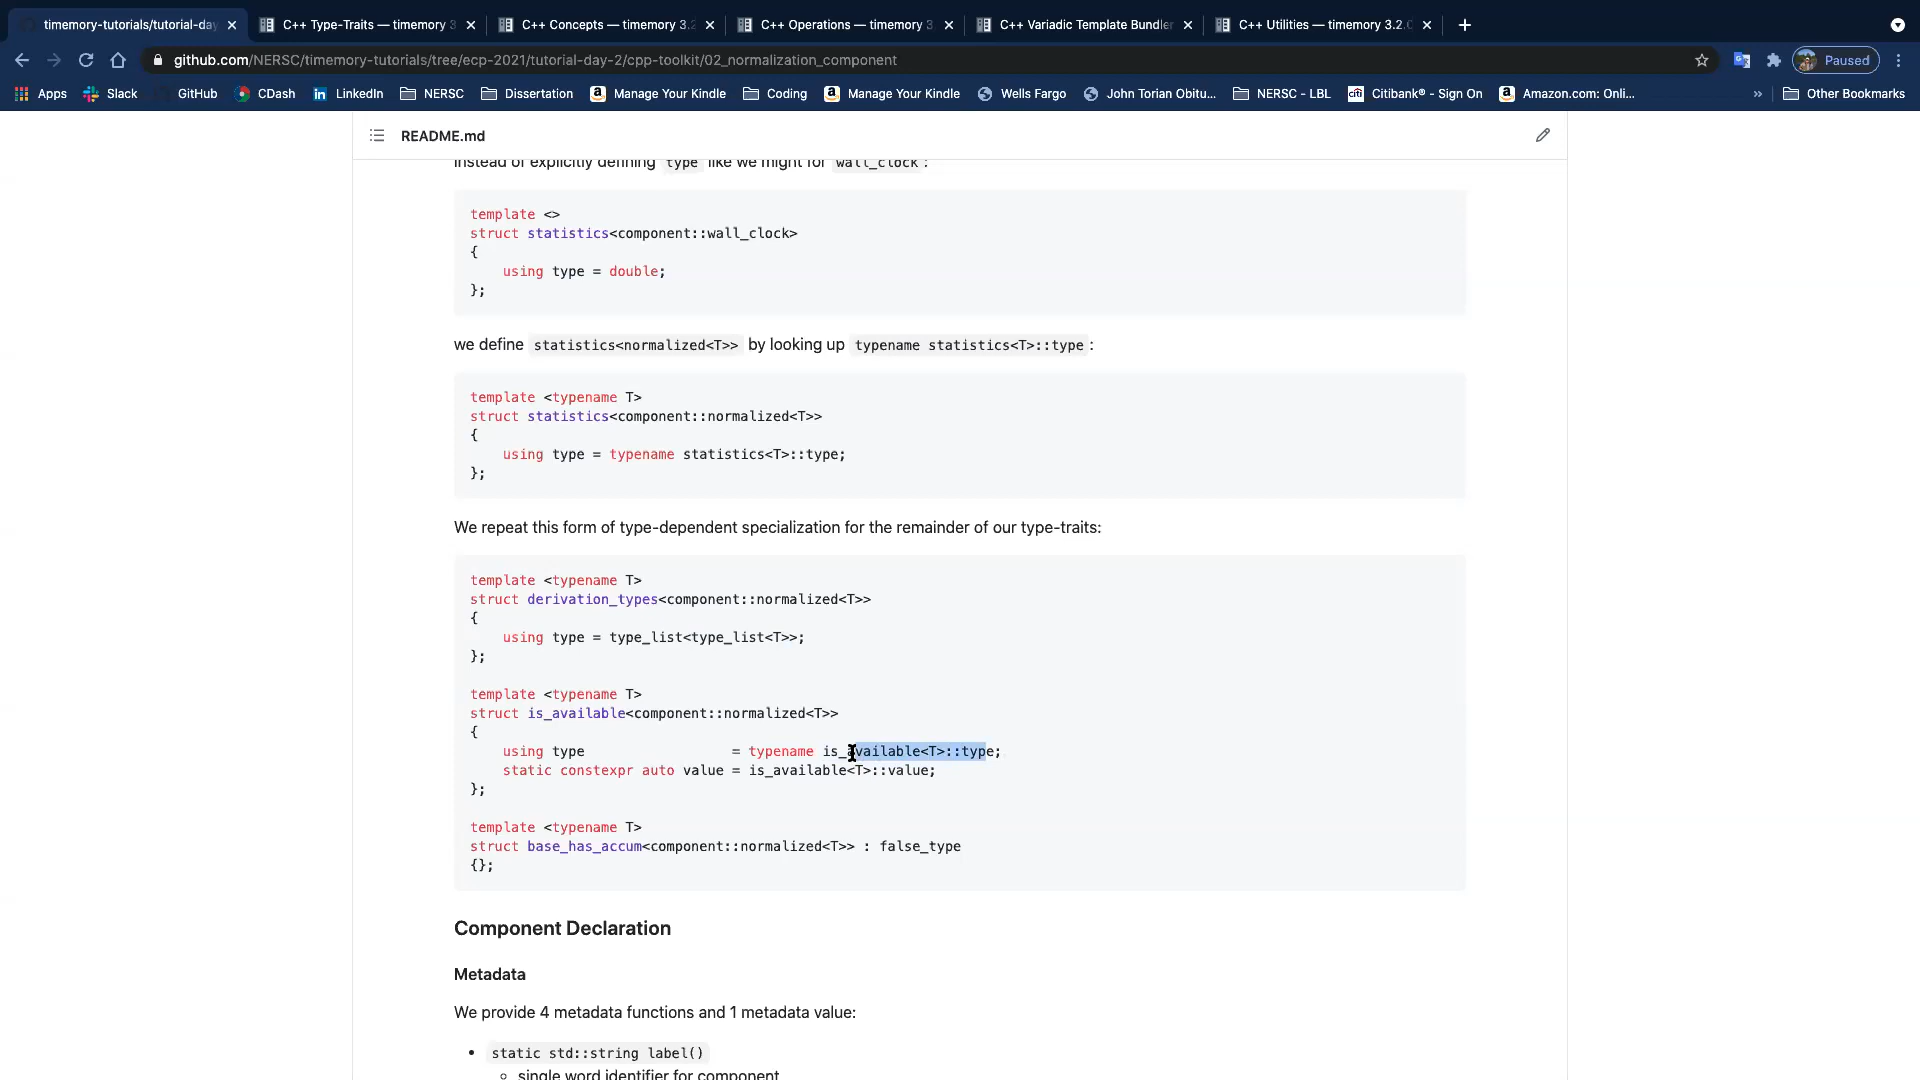 timemory-tutorials/tutorial-day
C++ Type-Traits — timemory 3
C++ Concepts — timemory 3.2
C++ Operations — timemory 3.
C++ Variadic Template Bundler
C++ Utilities — timemory 3.2.0
github.com/NERSC/timemory-tutorials/tree/ecp-2021/tutorial-day-2/cpp-toolkit/02_normalization_component
Paused
Apps
Slack
GitHub
CDash
LinkedIn
NERSC
Dissertation
Manage Your Kindle
Coding
Manage Your Kindle
Wells Fargo
John Torian Obitu...
NERSC - LBL
Citibank® - Sign On
Amazon.com: Onli...
»
Other Bookmarks
README.md
instead of explicitly defining type like we might for wall_clock :
template <>
struct statistics<component::wall_clock>
{
using type = double;
};
we define statistics<normalized<T>> by looking up typename statistics<T>::type :
template <typename T>
struct statistics<component::normalized<T>>
{
using type = typename statistics<T>::type;
};
We repeat this form of type-dependent specialization for the remainder of our type-traits:
template <typename T>
struct derivation_types<component::normalized<T>>
{
using type = type_list<type_list<T>>;
};
template <typename T>
struct is_available<component::normalized<T>>
{
using type = typename is_available<T>::type;
static constexpr auto value = is_available<T>::value;
};
template <typename T>
struct base_has_accum<component::normalized<T>> : false_type
{};
Component Declaration
Metadata
We provide 4 metadata functions and 1 metadata value:
• static std::string label()
○ single word identifier for component